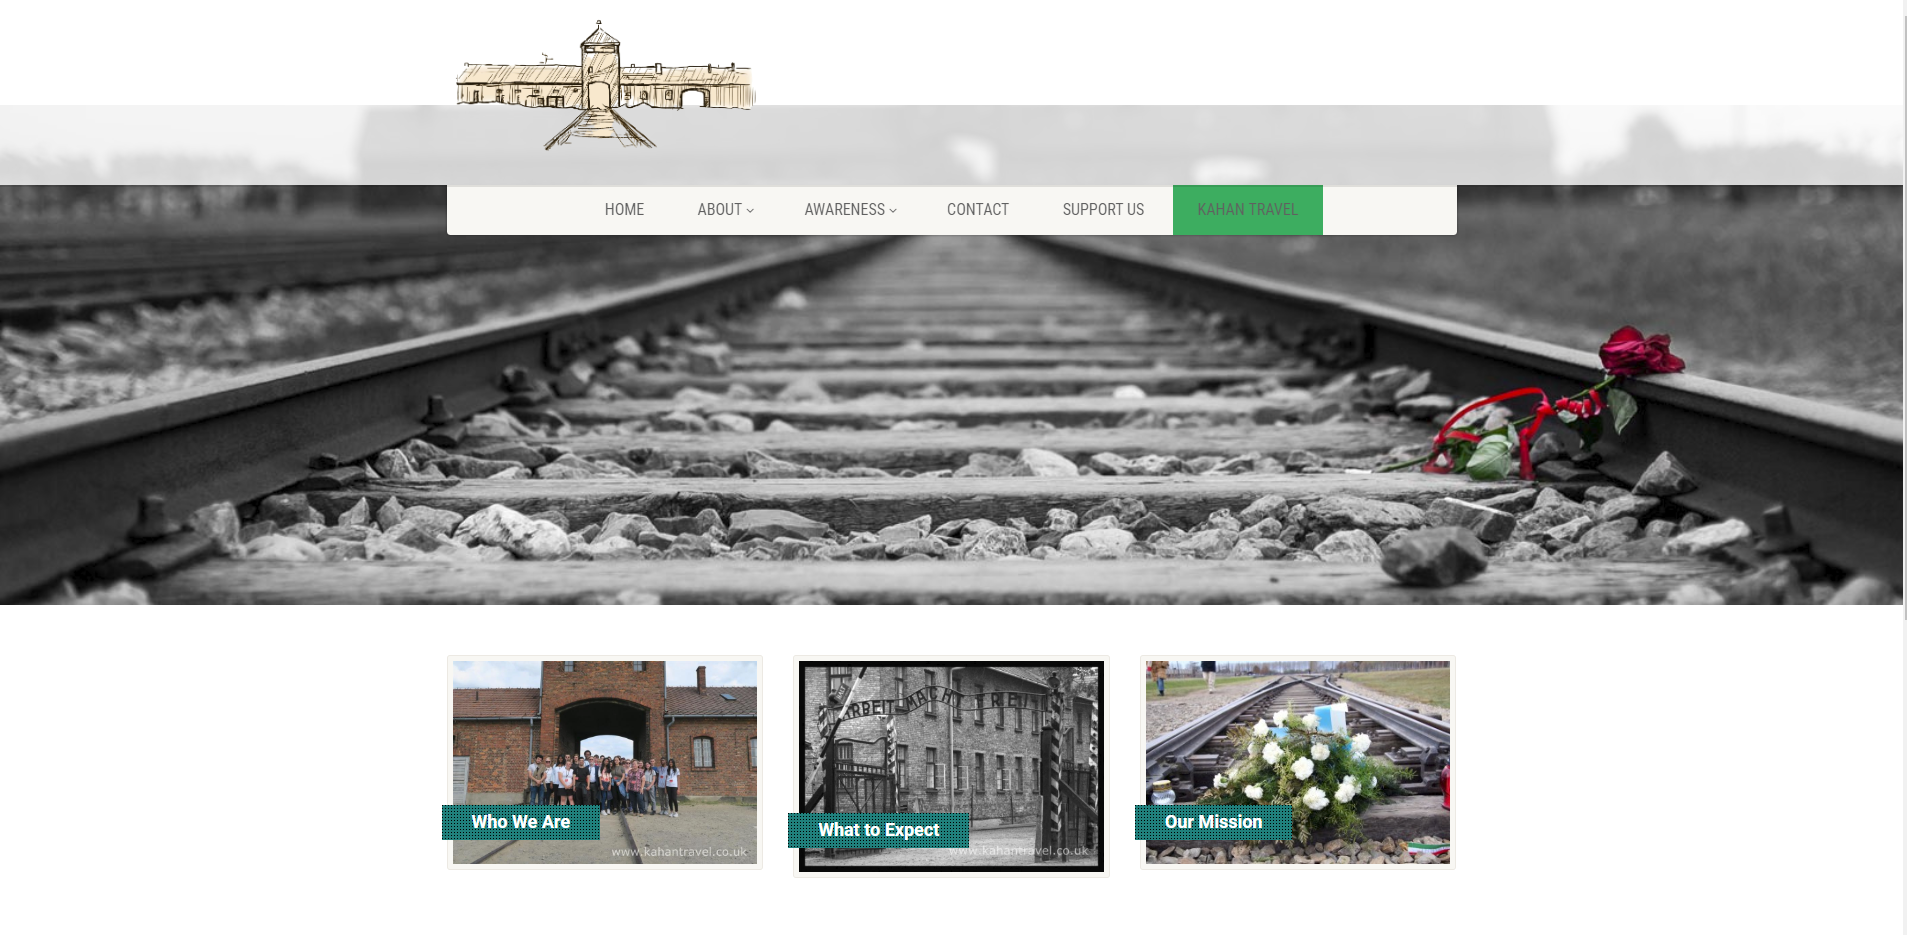 HOME
ABOUT
AWARENESS
CONTACT
SUPPORT US
KAHAN TRAVEL
ARBEIT MACHT FREI
Who We Are
What to Expect
Our Mission
www.kahantravel.co.uk
www.kahantravel.co.uk